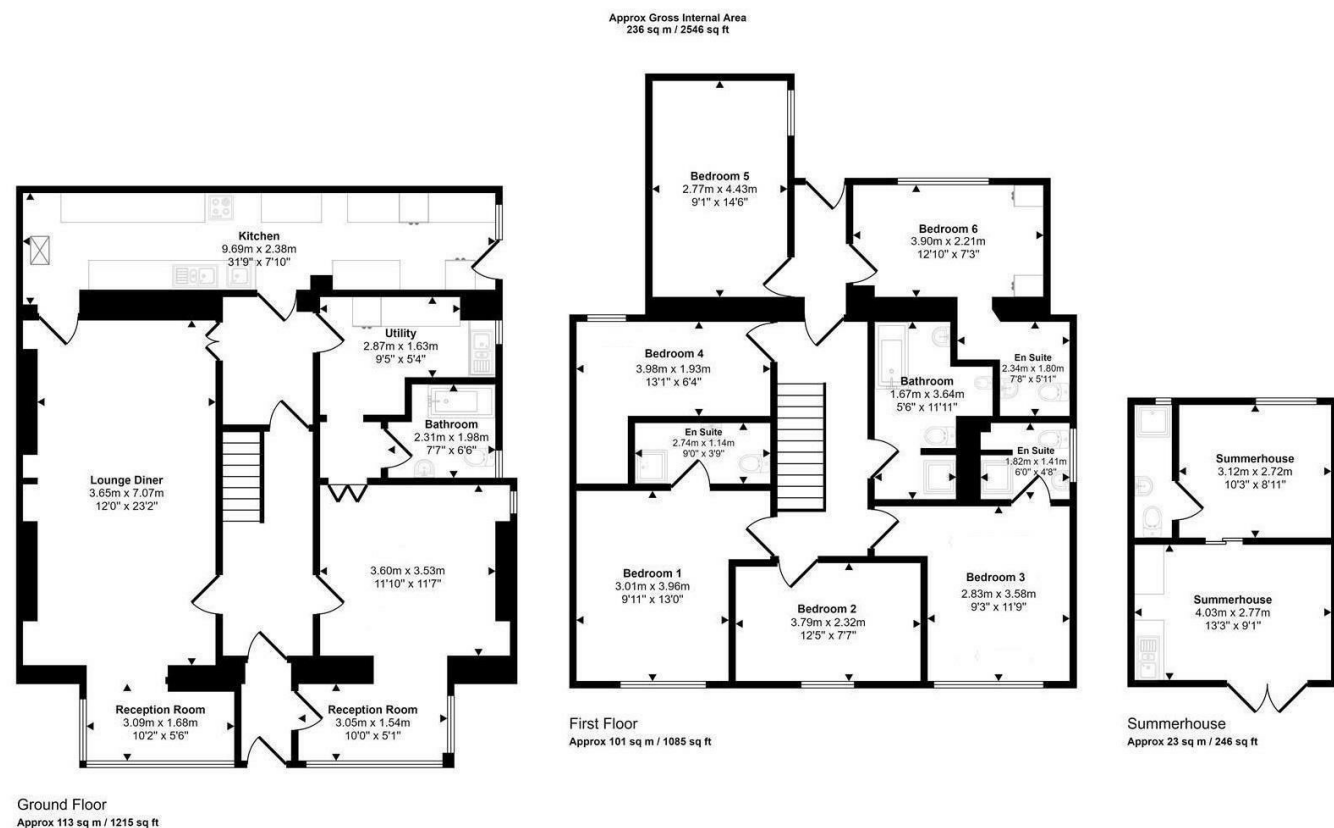 Approx Gross Internal Area
236 sq m / 2546 sq ft
Kitchen
9.69m x 2.38m
31'9" x 7'10"
Utility
2.87m x 1.63m
9'5" x 5'4"
Bathroom
2.31m x 1.98m
7'7" x 6'6"
Lounge Diner
3.65m x 7.07m
12'0" x 23'2"
3.60m x 3.53m
11'10" x 11'7"
Reception Room
3.09m x 1.68m
10'2" x 5'6"
Reception Room
3.05m x 1.54m
10'0" x 5'1"
Ground Floor
Approx 113 sq m / 1215 sq ft
Bedroom 5
2.77m x 4.43m
9'1" x 14'6"
Bedroom 6
3.90m x 2.21m
12'10" x 7'3"
Bedroom 4
3.98m x 1.93m
13'1" x 6'4"
En Suite
2.74m x 1.14m
9'0" x 3'9"
Bathroom
1.67m x 3.64m
5'6" x 11'11"
En Suite
2.34m x 1.80m
7'8" x 5'11"
En Suite
1.82m x 1.41m
6'0" x 4'8"
Bedroom 1
3.01m x 3.96m
9'11" x 13'0"
Bedroom 2
3.79m x 2.32m
12'5" x 7'7"
Bedroom 3
2.83m x 3.58m
9'3" x 11'9"
First Floor
Approx 101 sq m / 1085 sq ft
Summerhouse
3.12m x 2.72m
10'3" x 8'11"
Summerhouse
4.03m x 2.77m
13'3" x 9'1"
Summerhouse
Approx 23 sq m / 246 sq ft